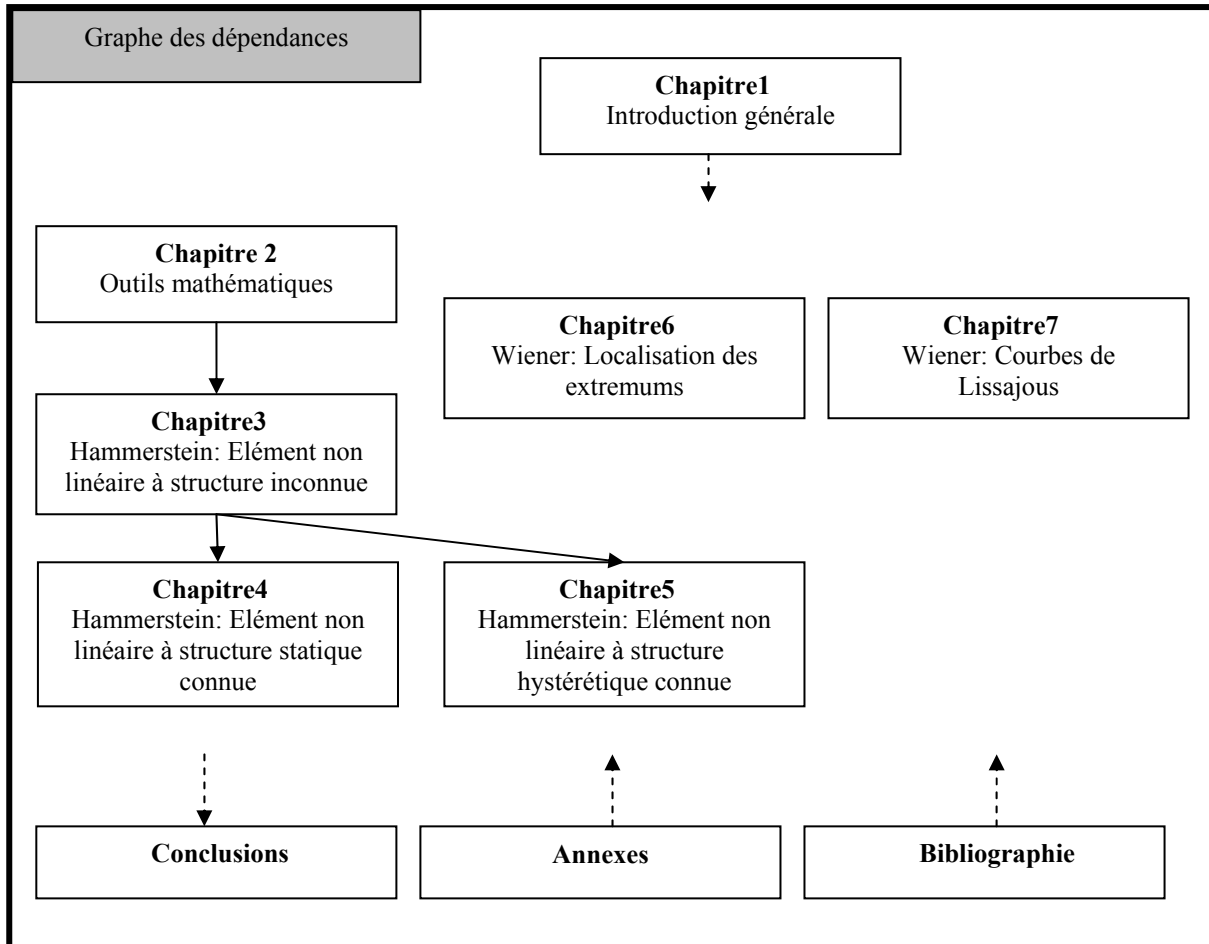 Graphe des dépendances
Chapitre1
Introduction générale
Chapitre 2
Outils mathématiques
Chapitre6
Wiener: Localisation des
extremums
Chapitre7
Wiener: Courbes de
Lissajous
Chapitre3
Hammerstein: Elément non
linéaire à structure inconnue
Chapitre4
Hammerstein: Elément non
linéaire à structure statique
connue
Chapitre5
Hammerstein: Elément non
linéaire à structure
hystérétique connue
Conclusions
Annexes
Bibliographie